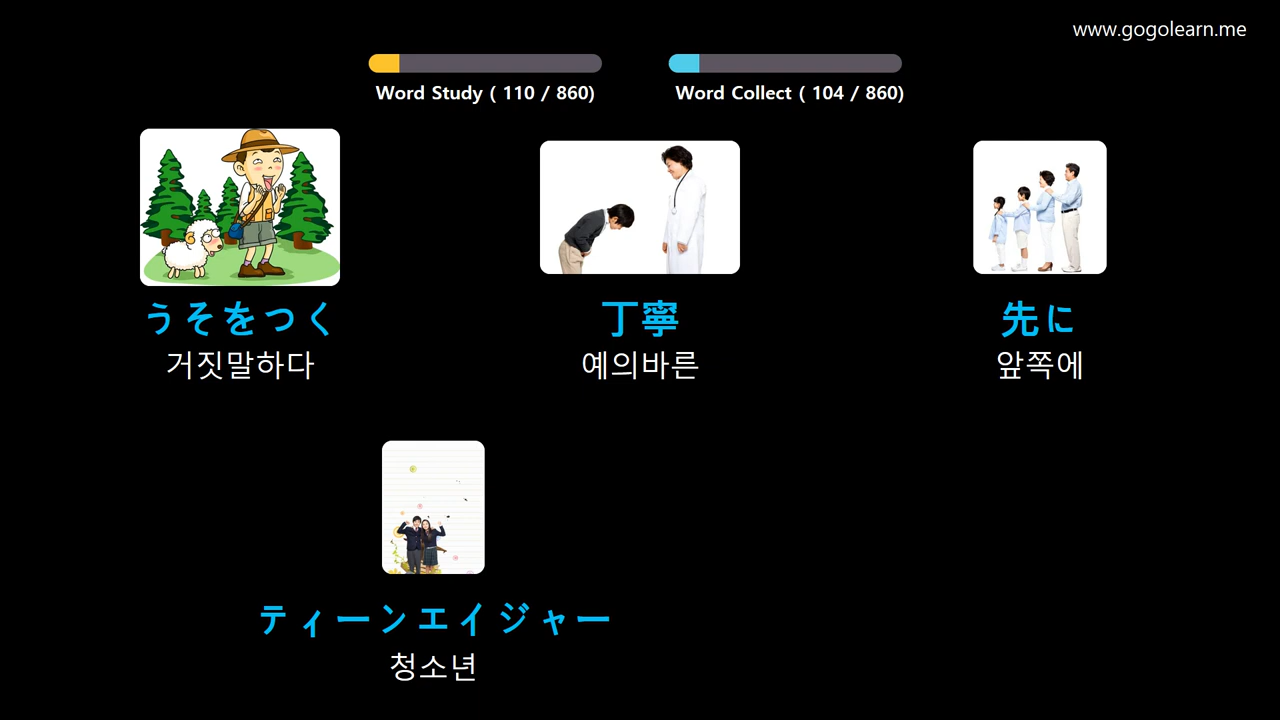 www.gogolearn.me
Word Study ( 110 / 860)
Word Collect ( 104 / 860)
うそをつく
거짓말하다
丁寧
예의바른
先に
앞쪽에
ティーンエイジャー
청소년